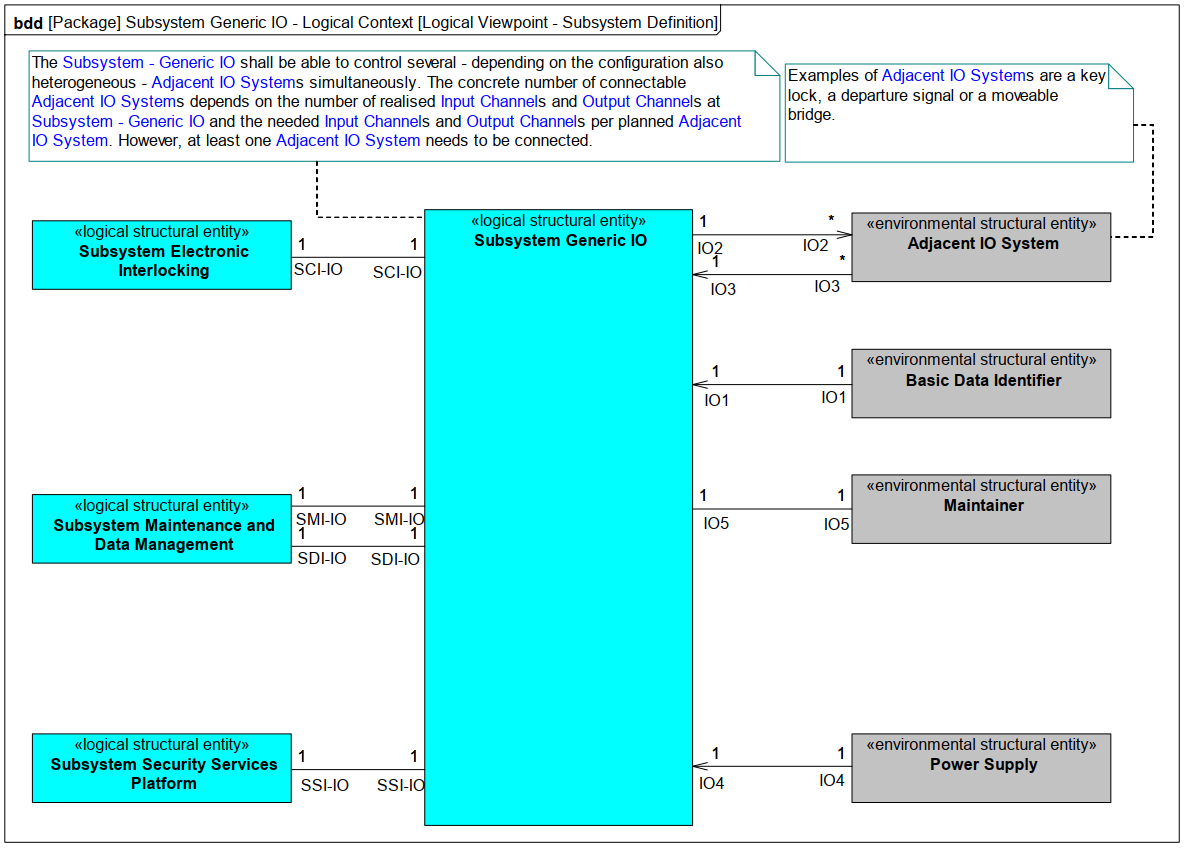 bdd [Package] Subsystem Generic IO - Logical Context [Logical Viewpoint - Subsystem Definition]
The Subsystem - Generic IO shall be able to control several - depending on the configuration also
heterogeneous - Adjacent IO Systems simultaneously. The concrete number of connectable
Adjacent IO Systems depends on the number of realised Input Channels and Output Channels at
Subsystem - Generic IO and the needed Input Channels and Output Channels per planned Adjacent
IO System. However, at least one Adjacent IO System needs to be connected.
Examples of Adjacent IO Systems are a key
lock, a departure signal or a moveable
bridge.
«logical structural entity»
Subsystem Electronic
Interlocking
1
1
SCI-IO
SCI-IO
«logical structural entity»
Subsystem Generic IO
1
*
IO2
IO2
1
*
IO3
IO3
«environmental structural entity»
Adjacent IO System
1
1
IO1
IO1
«environmental structural entity»
Basic Data Identifier
«logical structural entity»
Subsystem Maintenance and
Data Management
1
1
SMI-IO
SMI-IO
1
1
SDI-IO
SDI-IO
1
1
IO5
IO5
«environmental structural entity»
Maintainer
«logical structural entity»
Subsystem Security Services
Platform
1
1
SSI-IO
SSI-IO
1
1
IO4
IO4
«environmental structural entity»
Power Supply